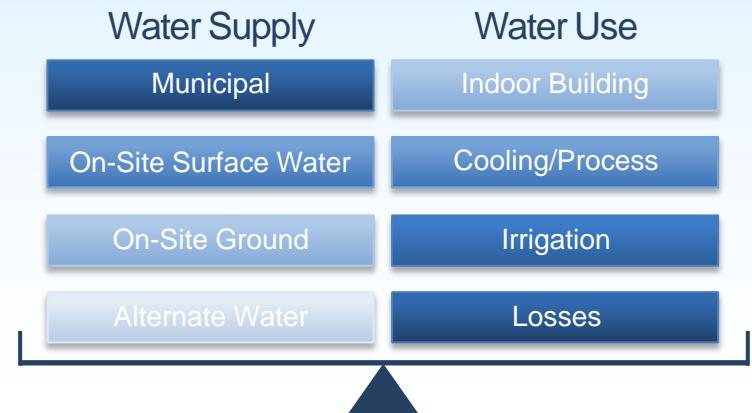 Water Supply
Water Use
Municipal
Indoor Building
On-Site Surface Water
Cooling/Process
On-Site Ground
Irrigation
Alternate Water
Losses